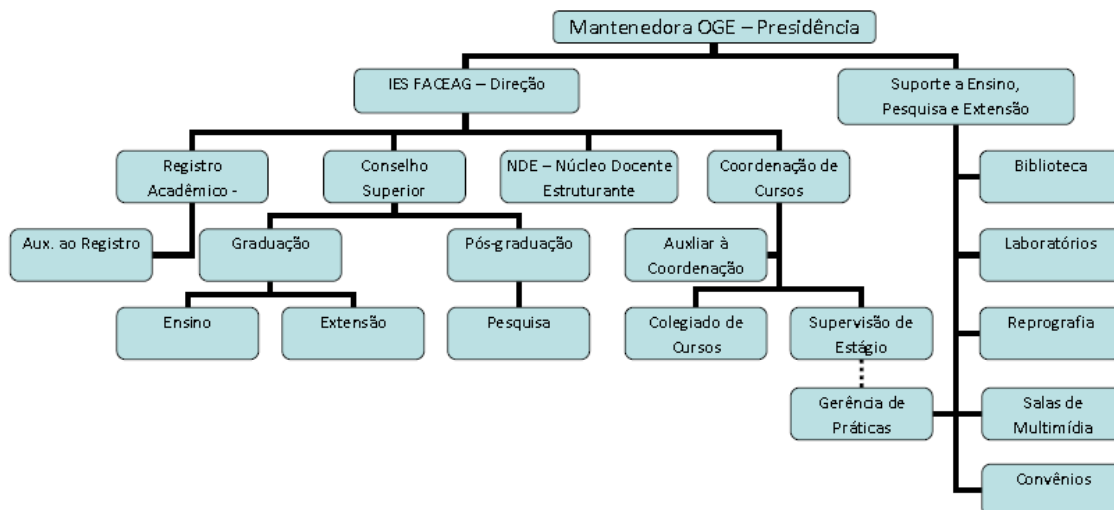 Mantenedora OGE – Presidência
IES FACEAG – Direção
Suporte a Ensino,
Pesquisa e Extensão
Registro
Acadêmico -
Conselho
Superior
NDE – Núcleo Docente
Estruturante
Coordenação de
Cursos
Biblioteca
Aux. ao Registro
Graduação
Pós-graduação
Auxliar à
Coordenação
Laboratórios
Ensino
Extensão
Pesquisa
Colegiado de
Cursos
Supervisão de
Estágio
Reprografia
Gerência de
Práticas
Salas de
Multimídia
Convênios